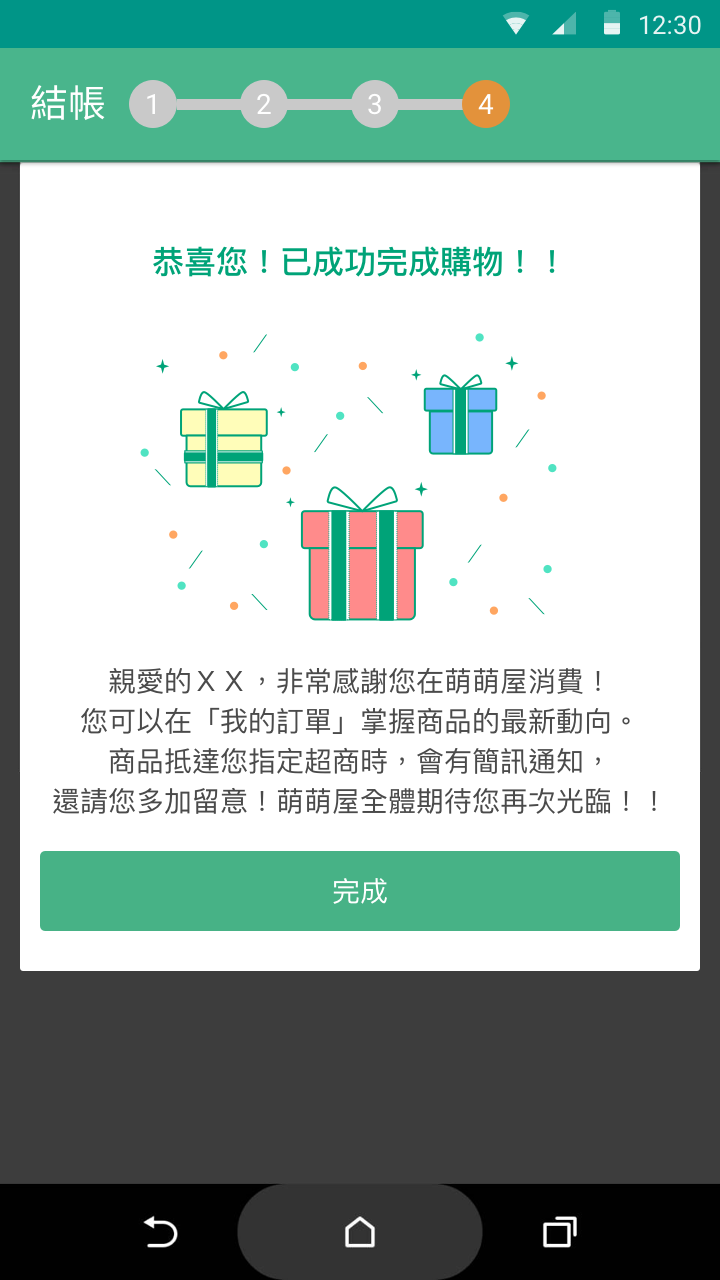 12:30
結帳 1 2 3 4
恭喜您！已成功完成購物！！
親愛的ＸＸ，非常感謝您在萌萌屋消費！
您可以在「我的訂單」掌握商品的最新動向。
商品抵達您指定超商時，會有簡訊通知，
還請您多加留意！萌萌屋全體期待您再次光臨！！
完成